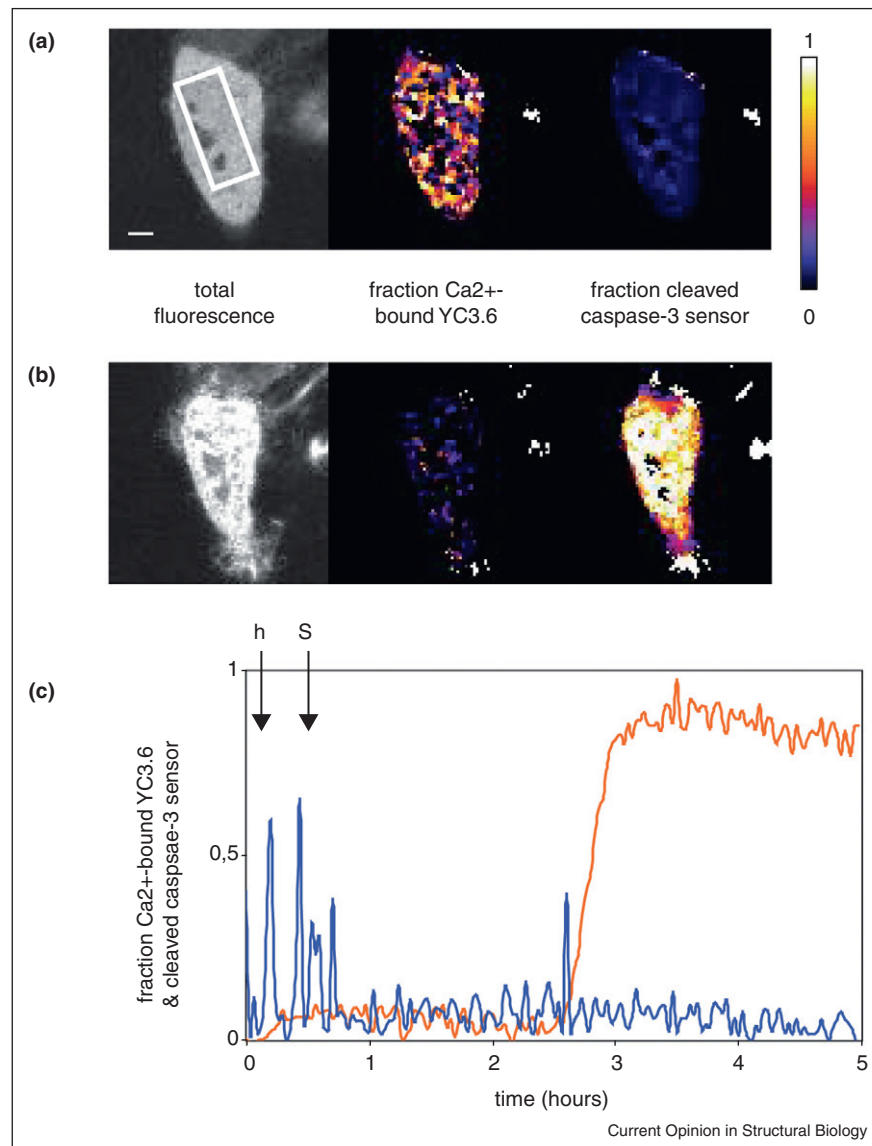 (a)
1
total fluorescence
fraction Ca2+-bound YC3.6
fraction cleaved caspase-3 sensor
0
(b)
h
S
(c)
1
0,5
0
fraction Ca2+-bound YC3.6
& cleaved caspsae-3 sensor
0
1
2
3
4
5
time (hours)
Current Opinion in Structural Biology